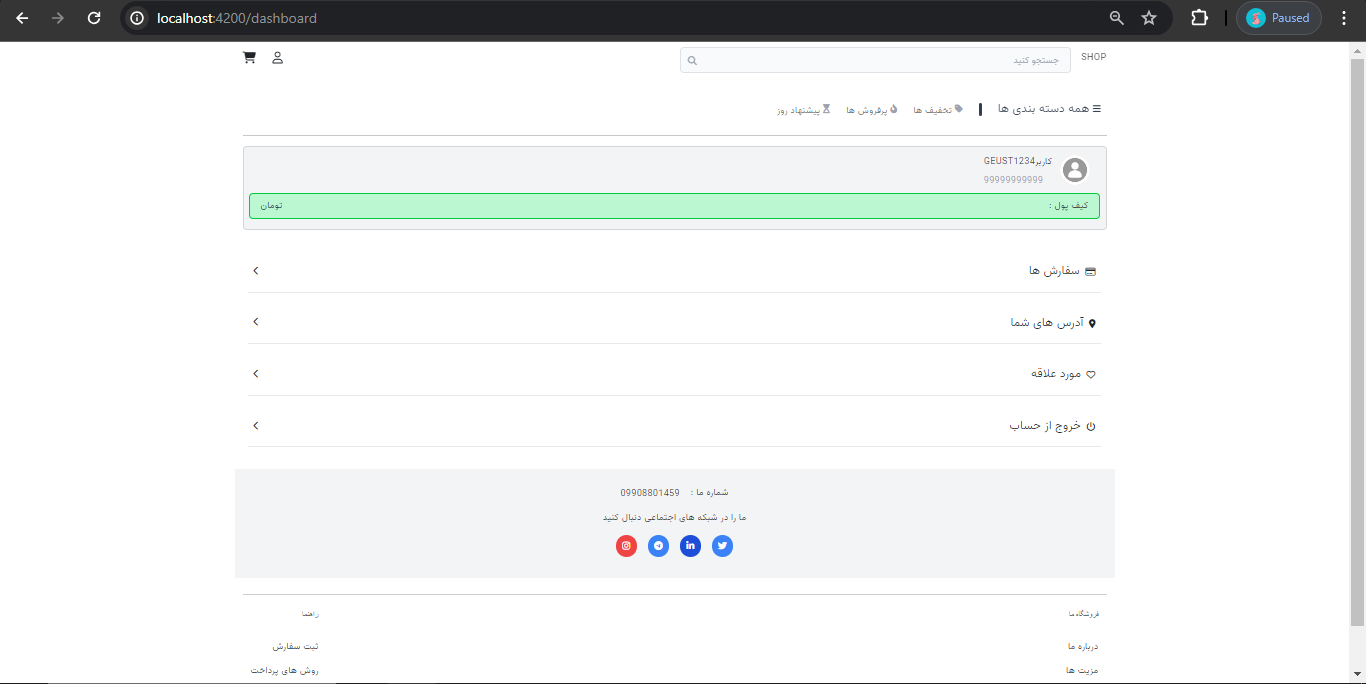 localhost:4200/dashboard
Paused
SHOP
جستجو کنید
همه دسته بندی ها
تخفیف ها
پرفروش ها
پیشنهاد روز
کاربرGEUST1234
99999999999
کیف پول :
تومان
سفارش ها
آدرس های شما
مورد علاقه
خروج از حساب
شماره ما : 09908801459
ما را در شبکه های اجتماعی دنبال کنید
in
فروشگاه ما
راهنما
درباره ما
ثبت سفارش
مزیت ها
روش های پرداخت